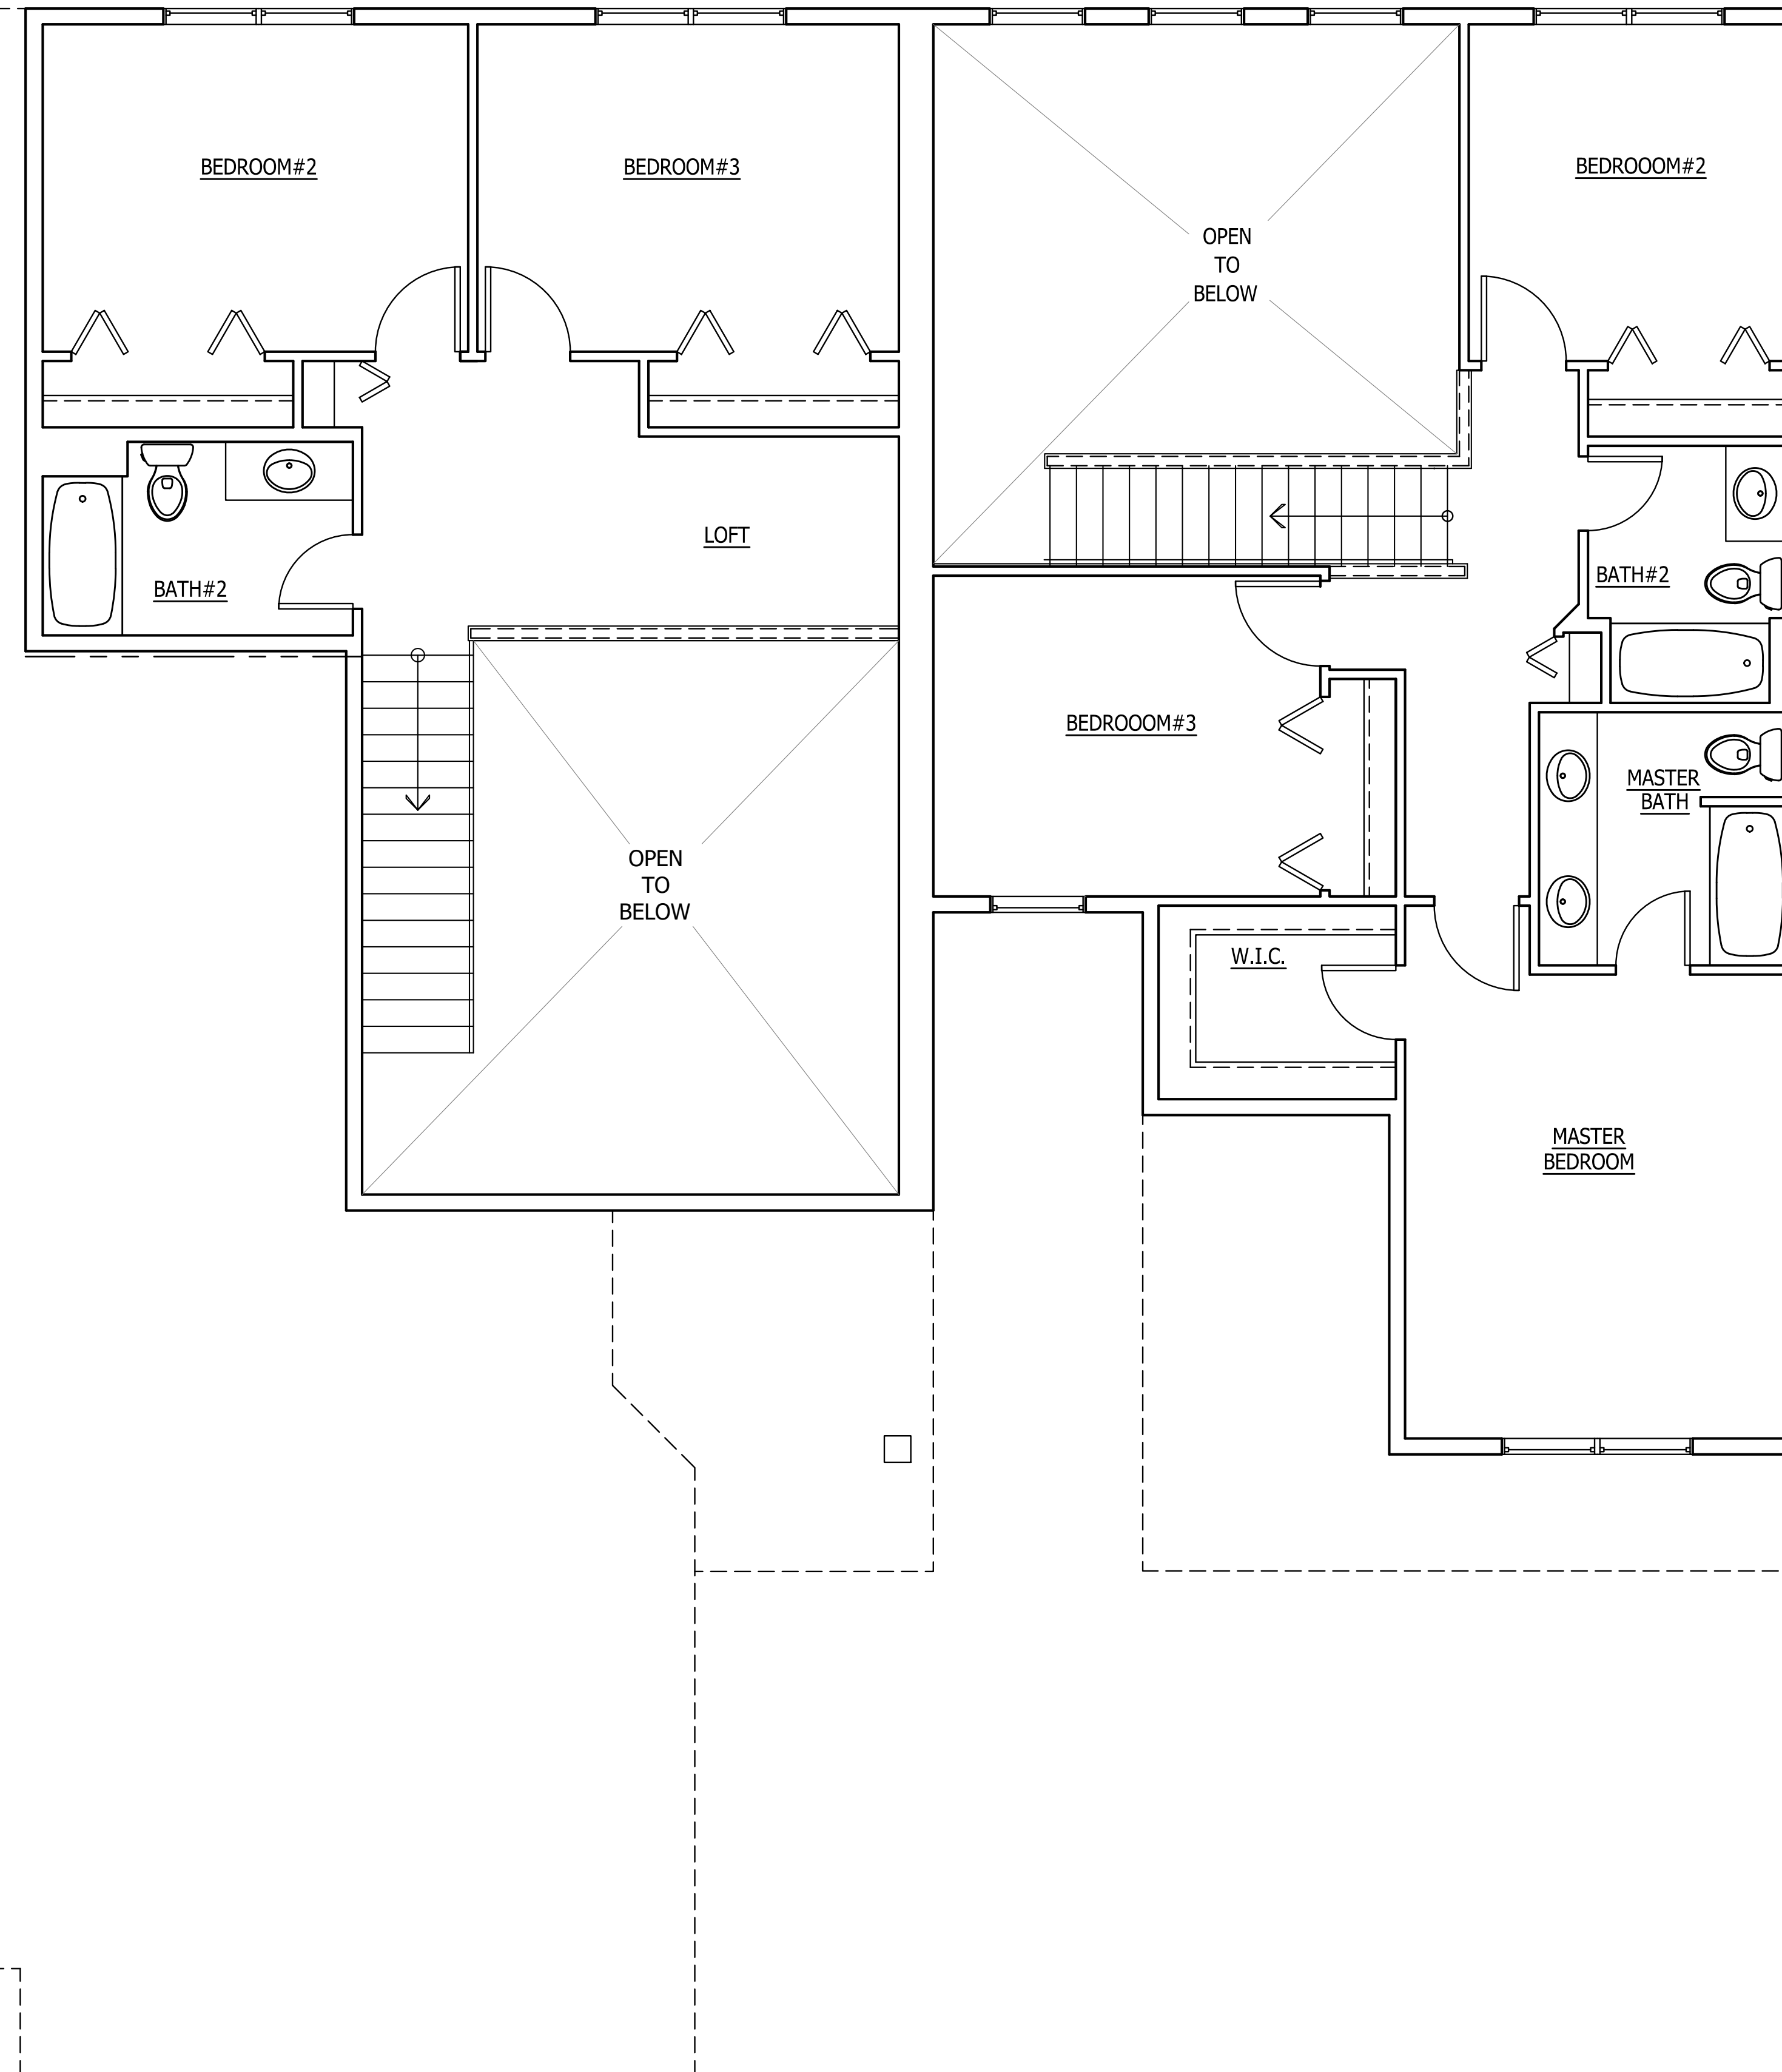 BEDROOM#2
BEDROOM#3
BEDROOOM#2
OPEN
TO
BELOW
LOFT
BATH#2
BATH#2
BEDROOOM#3
MASTER
BATH
OPEN
TO
BELOW
W.I.C.
MASTER
BEDROOM